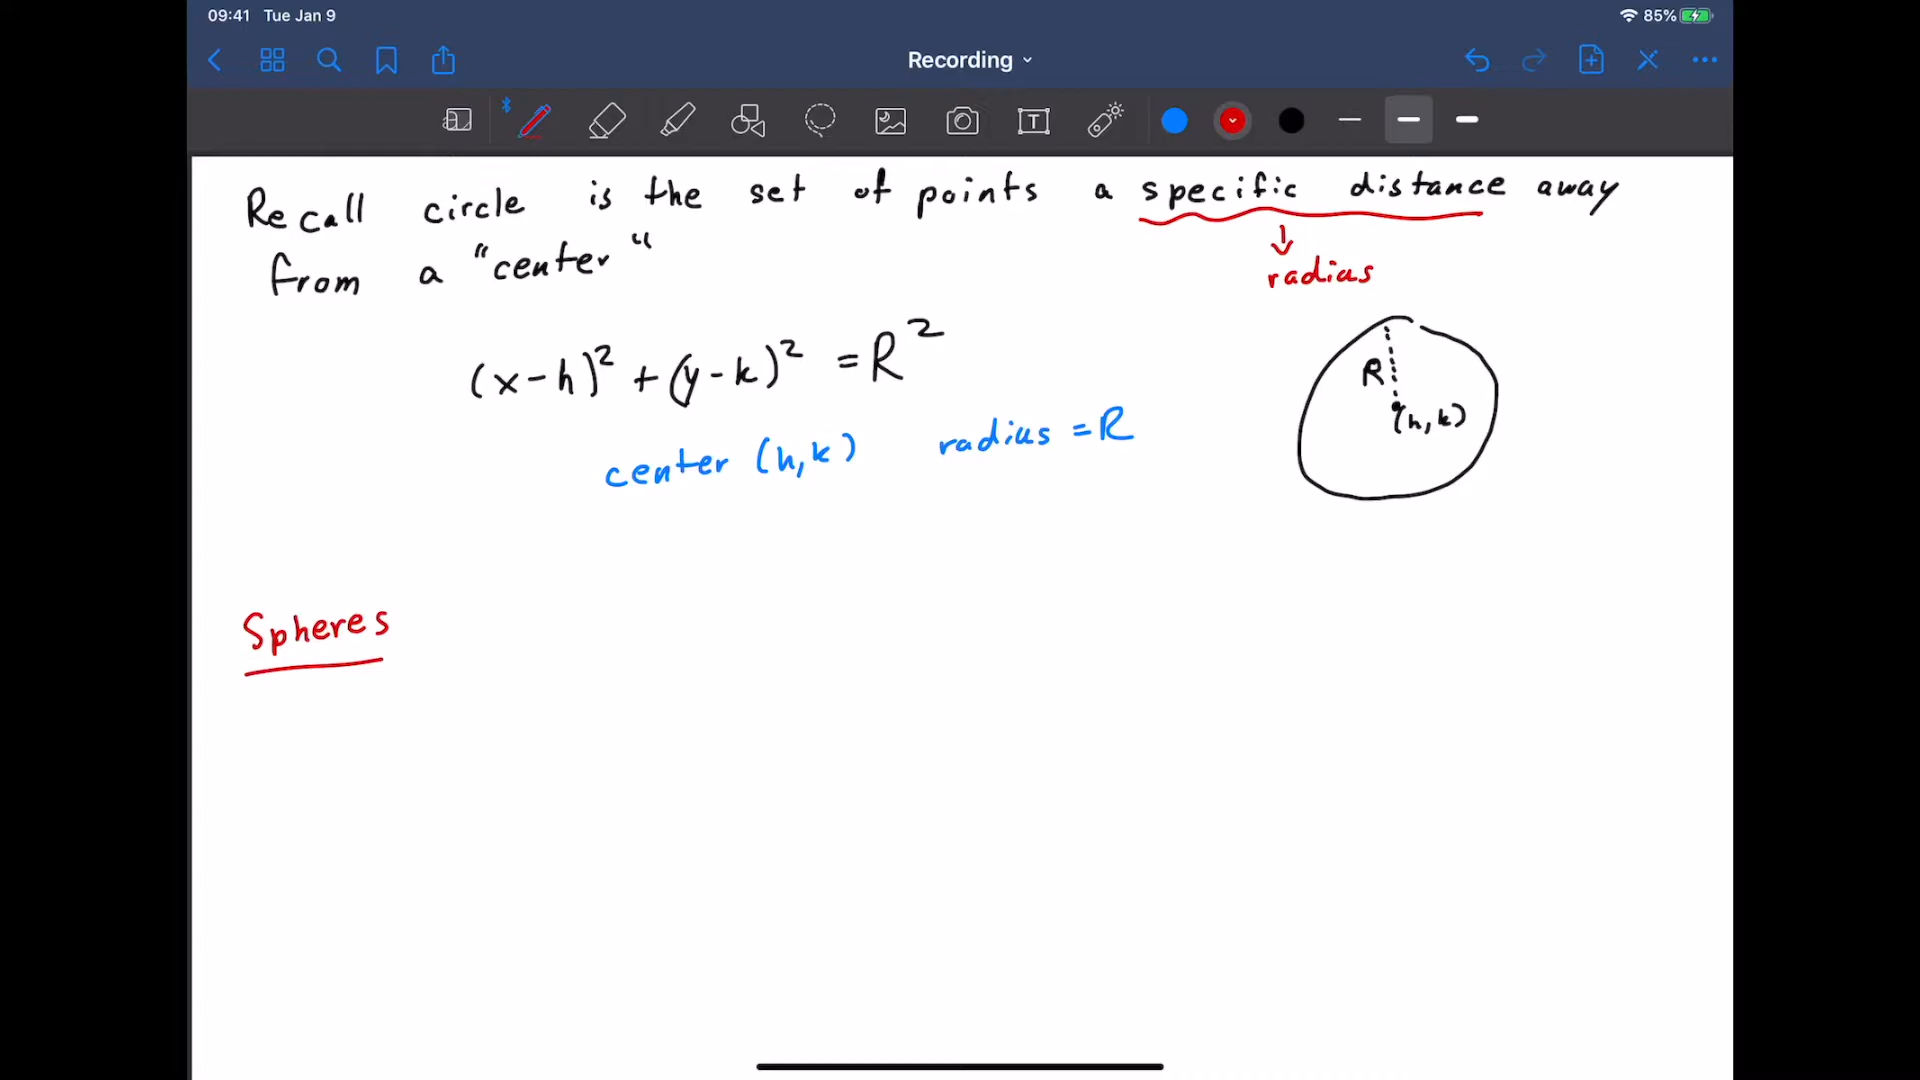 09:41 Tue Jan 9
85%
Recording
T
Recall circle is the set of points a specific distance away
from a "center"
radius
(x-h)² + (y-k)² = R²
R
(h,k)
center (h,k) radius = R
Spheres